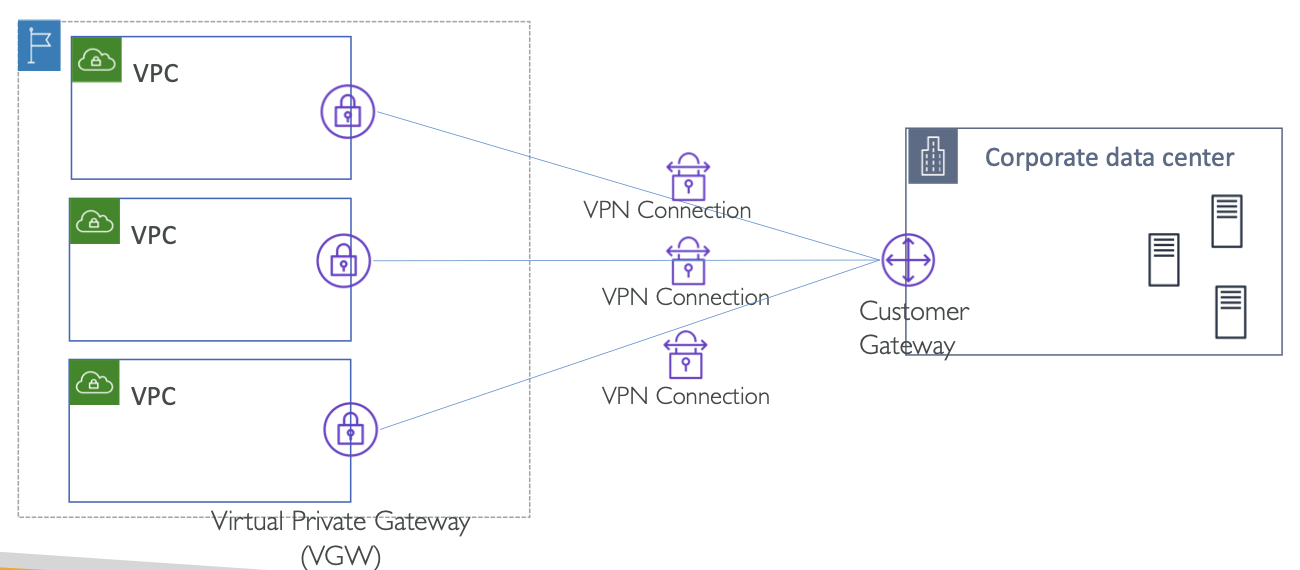 VPC
VPC
VPC
Virtual Private Gateway
(VGW)
VPN Connection
VPN Connection
VPN Connection
Customer
Gateway
Corporate data center